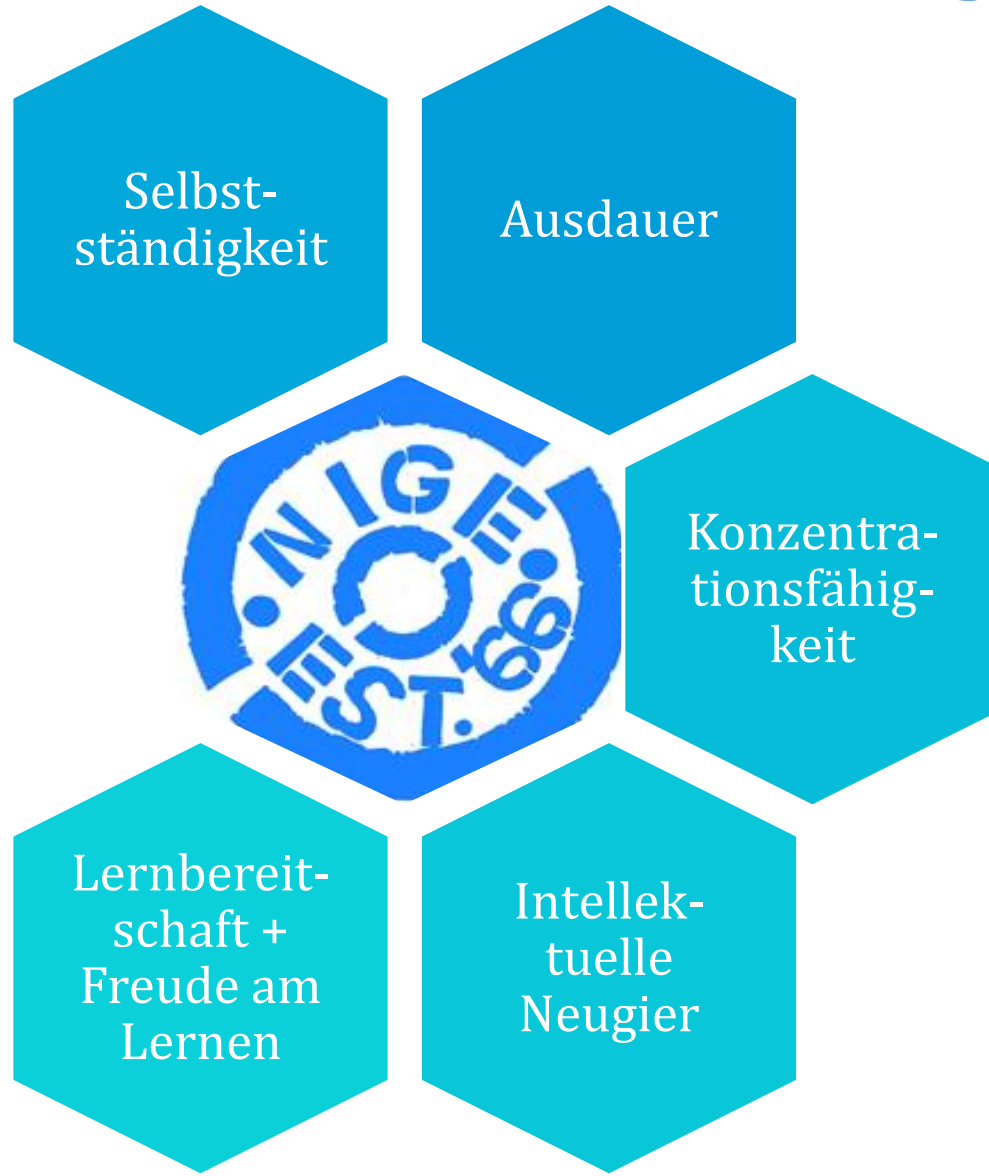 Selbst-
ständigkeit
Ausdauer
NIGE
EST. '66
Konzentra-
tionsfähig-
keit
Lernbereit-
schaft +
Freude am
Lernen
Intellek-
tuelle
Neugier